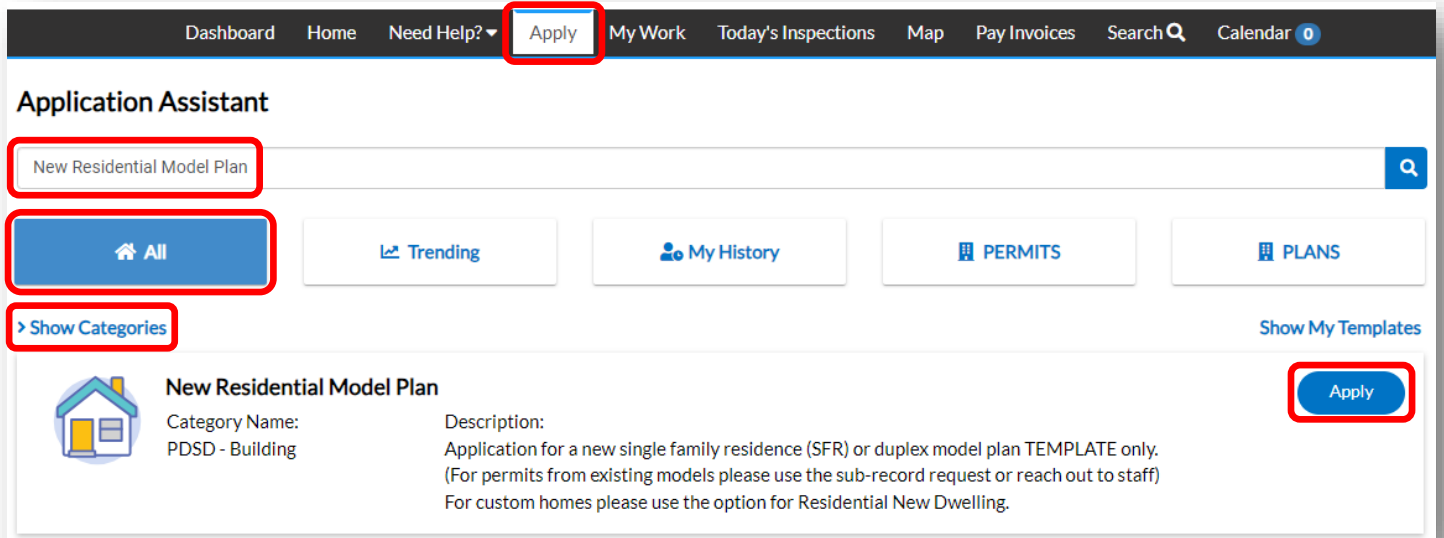 Dashboard Home Need Help? Apply My Work Today's Inspections Map Pay Invoices Search Calendar 0
Application Assistant
New Residential Model Plan
All Trending My History PERMITS PLANS
Show Categories Show My Templates
New Residential Model Plan Apply
Category Name: Description:
PDSD - Building Application for a new single family residence (SFR) or duplex model plan TEMPLATE only.
(For permits from existing models please use the sub-record request or reach out to staff)
For custom homes please use the option for Residential New Dwelling.